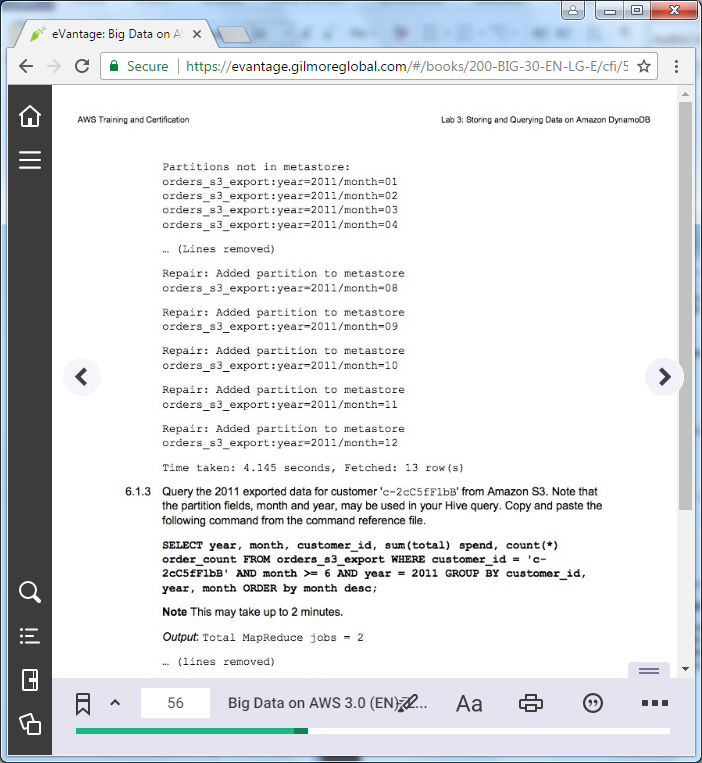 eVantage: Big Data on A
Secure
https://evantage.gilmoreglobal.com/#/books/200-BIG-30-EN-LG-E/cfi/5
AWS Training and Certification
Lab 3: Storing and Querying Data on Amazon DynamoDB
Partitions not in metastore:
orders_s3_export:year=2011/month=01
orders_s3_export:year=2011/month=02
orders_s3_export:year=2011/month=03
orders_s3_export:year=2011/month=04
… (Lines removed)
Repair: Added partition to metastore
orders_s3_export:year=2011/month=08
Repair: Added partition to metastore
orders_s3_export:year=2011/month=09
Repair: Added partition to metastore
orders_s3_export:year=2011/month=10
Repair: Added partition to metastore
orders_s3_export:year=2011/month=11
Repair: Added partition to metastore
orders_s3_export:year=2011/month=12
Time taken: 4.145 seconds, Fetched: 13 row(s)
6.1.3 Query the 2011 exported data for customer 'c-2cC5fF1bB' from Amazon S3. Note that
the partition fields, month and year, may be used in your Hive query. Copy and paste the
following command from the command reference file.
SELECT year, month, customer_id, sum(total) spend, count(*)
order_count FROM orders_s3_export WHERE customer_id = 'c-
2cC5fF1bB' AND month >= 6 AND year = 2011 GROUP BY customer_id,
year, month ORDER by month desc;
Note This may take up to 2 minutes.
Output: Total MapReduce jobs = 2
… (lines removed)
56
Big Data on AWS 3.0 (EN)
Aa